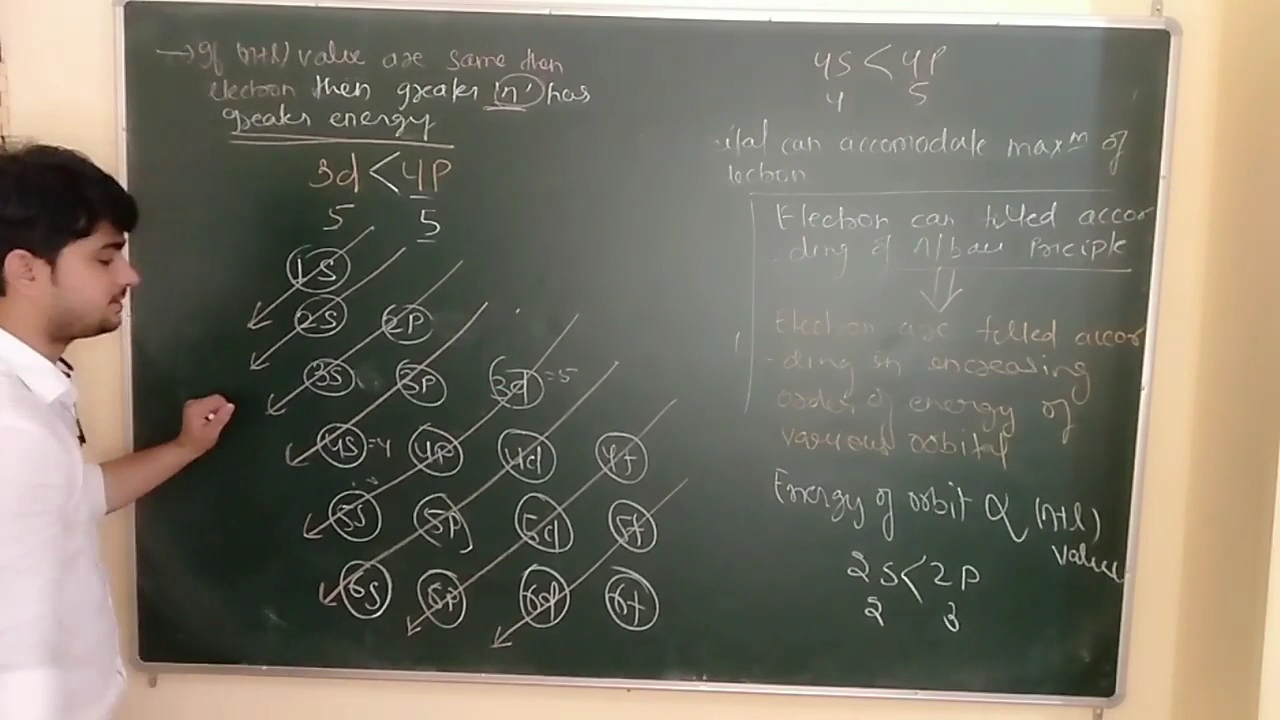 → If (n+l) value are same then
electron then greater 'n' has
greater energy
3d < 4P
5 5
1S
2S 2P
3S 3P 3d = 5
4S = 4 4P 4d 4f
5S 5P 5d 5f
6S 6P 6d 6f
4S < 4P
4 5
ital can accomodate maxm of
lectron
Electron can filled accor
ding of Afbau Principle
⇓
Electron are filled accor
ding in encreasing
order of energy of
various orbital
Energy of orbit ∝ (n+l)
value
2S < 2P
2 3